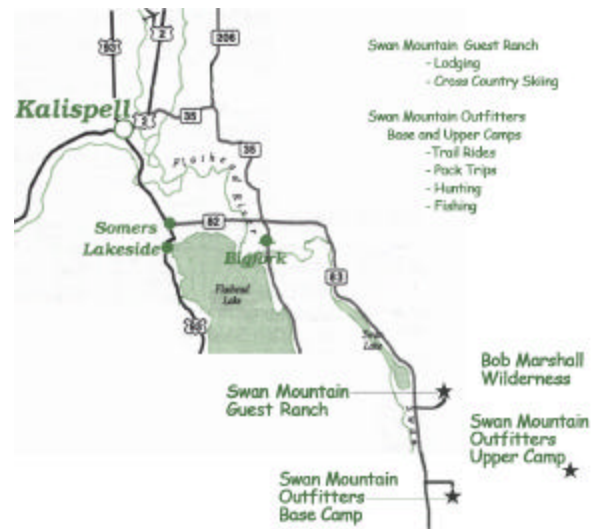 93
2
206
Swan Mountain Guest Ranch
- Lodging
- Cross Country Skiing
Kalispell
2
35
Swan Mountain Outfitters
Base and Upper Camps
-Trail Rides
- Pack Trips
- Hunting
- Fishing
35
Flathead River
Somers
82
Lakeside
Bigfork
83
Flathead
Lake
93
Swan
Lake
Bob Marshall
Wilderness
Swan Mountain
Guest Ranch
Swan
Swan Mountain
Outfitters
Upper Camp
Swan Mountain
Outfitters
Base Camp